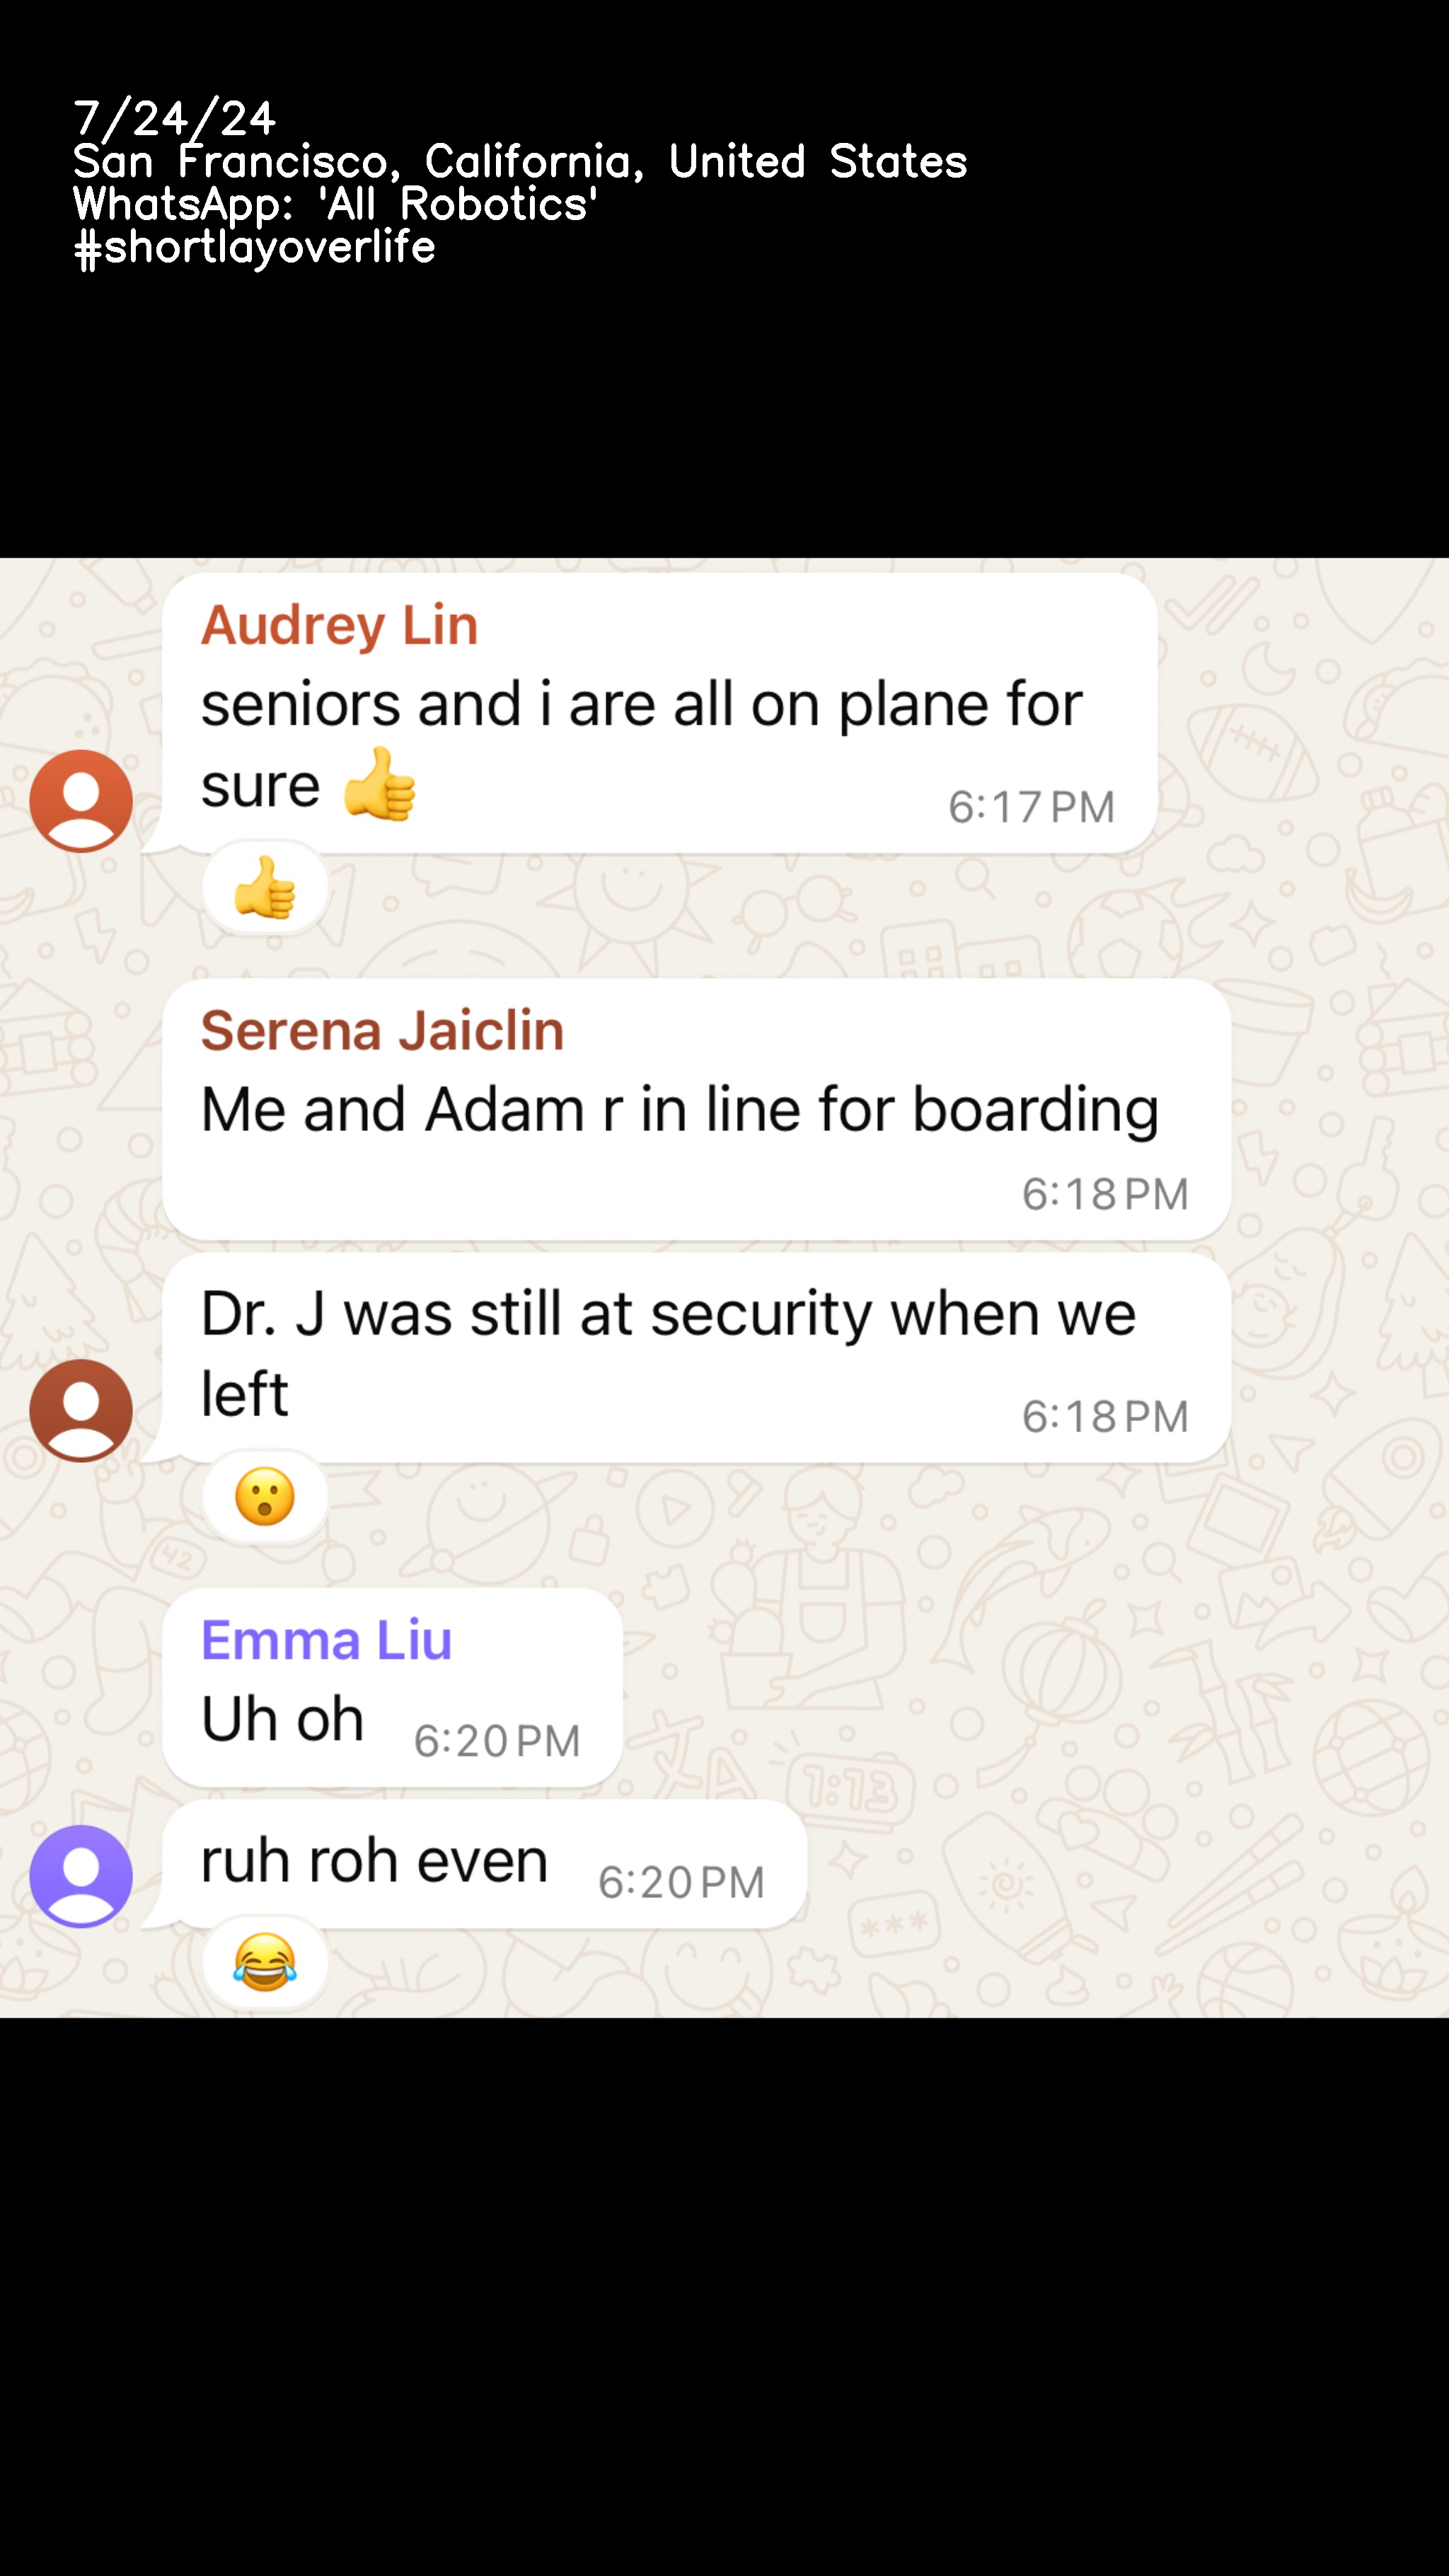 7/24/24
San Francisco, California, United States
WhatsApp: 'All Robotics'
#shortlayoverlife
Audrey Lin
seniors and i are all on plane for
sure 👍
6:17 PM
👍
Serena Jaiclin
Me and Adam r in line for boarding
6:18 PM
Dr. J was still at security when we
left
6:18 PM
😮
Emma Liu
Uh oh 6:20 PM
ruh roh even 6:20 PM
😂